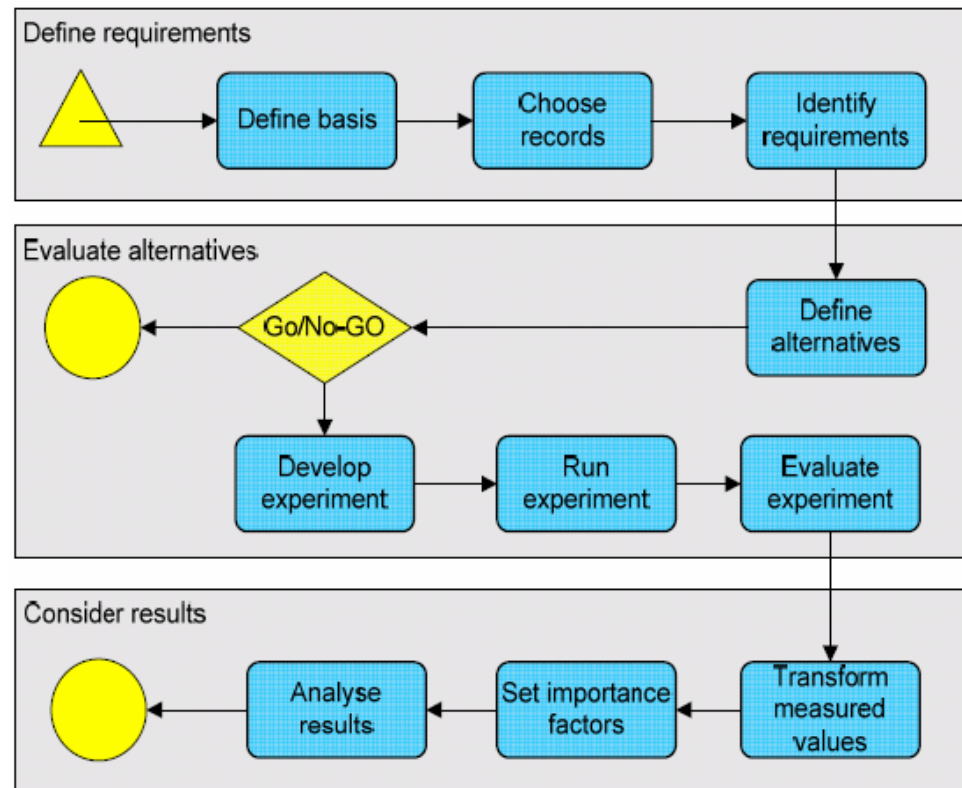 Define requirements
Define basis
Choose
records
Identify
requirements
Evaluate alternatives
Go/No-GO
Define
alternatives
Develop
experiment
Run
experiment
Evaluate
experiment
Consider results
Analyse
results
Set importance
factors
Transform
measured
values